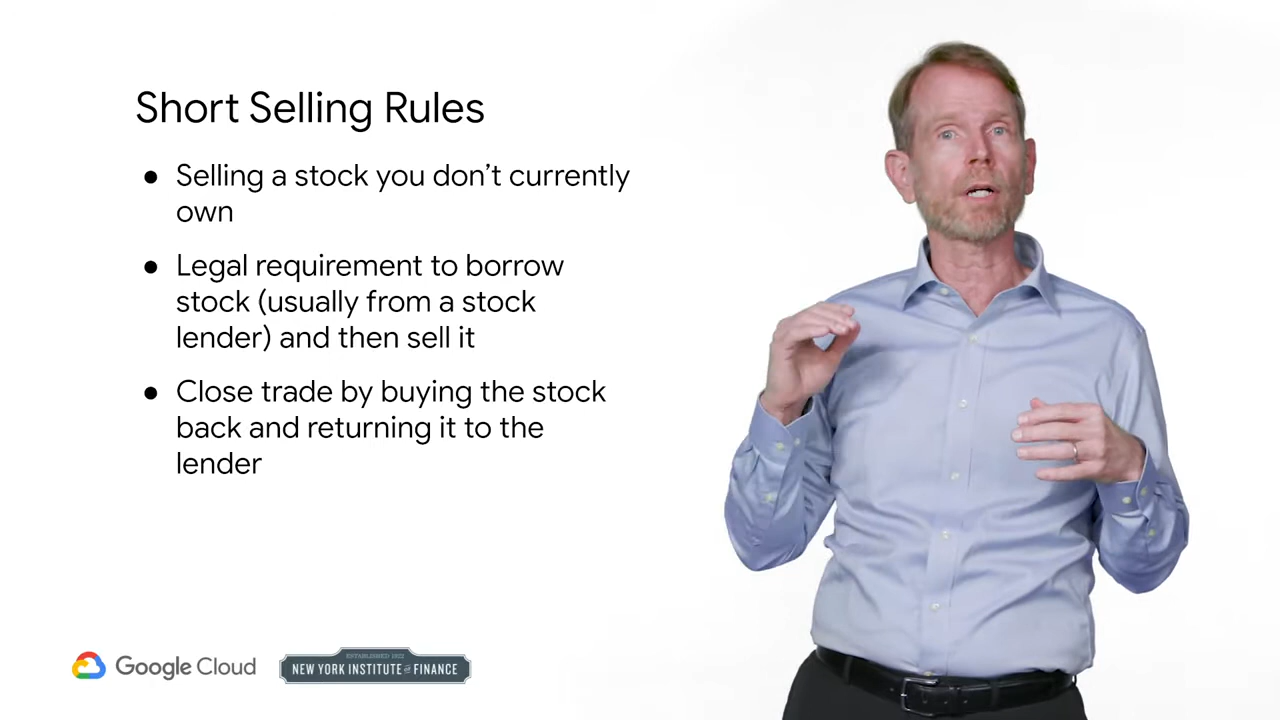 Short Selling Rules
● Selling a stock you don't currently
own
● Legal requirement to borrow
stock (usually from a stock
lender) and then sell it
● Close trade by buying the stock
back and returning it to the
lender
Google Cloud
ESTABLISHED 1922
NEW YORK INSTITUTE OF FINANCE